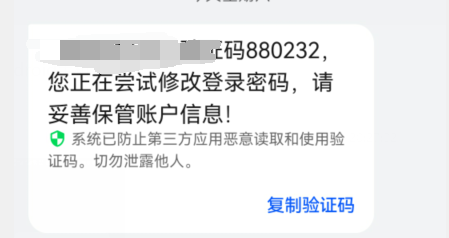 证码880232，
您正在尝试修改登录密码，请
妥善保管账户信息!
系统已防止第三方应用恶意读取和使用验
证码。切勿泄露他人。
复制验证码